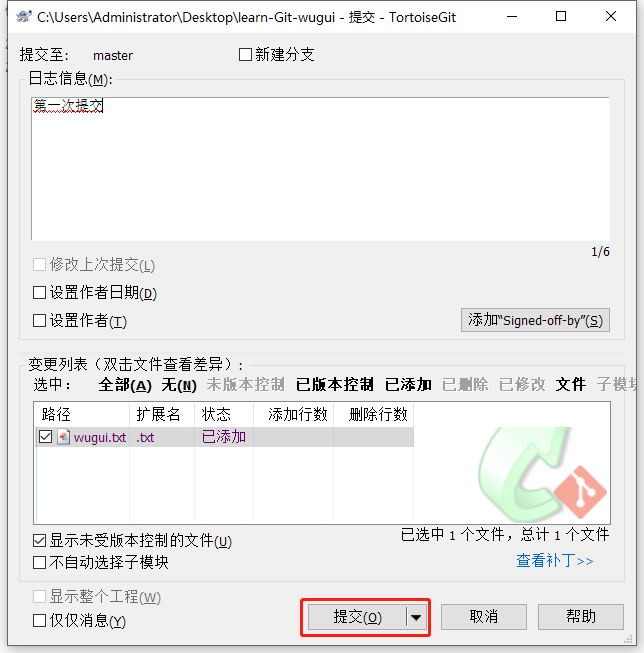 C:\Users\Administrator\Desktop\learn-Git-wugui - 提交 - TortoiseGit
提交至: master 新建分支
日志信息(M):
第一次提交
1/6
修改上次提交(L)
设置作者日期(D)
设置作者(T) 添加“Signed-off-by”(S)
变更列表（双击文件查看差异）:
选中： 全部(A) 无(N) 未版本控制 已版本控制 已添加 已删除 已修改 文件 子模块
路径 扩展名 状态 添加行数 删除行数
wugui.txt .txt 已添加
显示未受版本控制的文件(U) 已选中 1 个文件，总计 1 个文件
不自动选择子模块 查看补丁>>
显示整个工程(W)
仅仅消息(Y) 提交(O) 取消 帮助